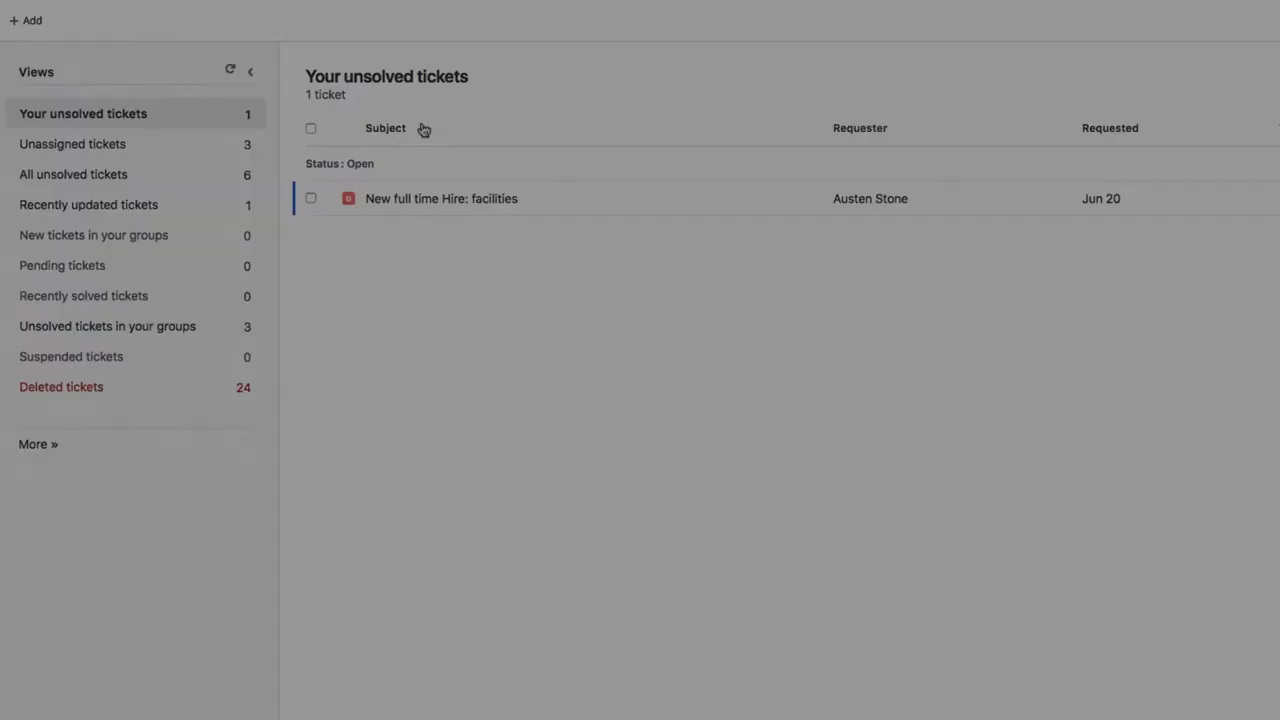 + Add
Views
Your unsolved tickets 1
Unassigned tickets 3
All unsolved tickets 6
Recently updated tickets 1
New tickets in your groups 0
Pending tickets 0
Recently solved tickets 0
Unsolved tickets in your groups 3
Suspended tickets 0
Deleted tickets 24
More »
Your unsolved tickets
1 ticket
Subject Requester Requested
Status : Open
O New full time Hire: facilities Austen Stone Jun 20